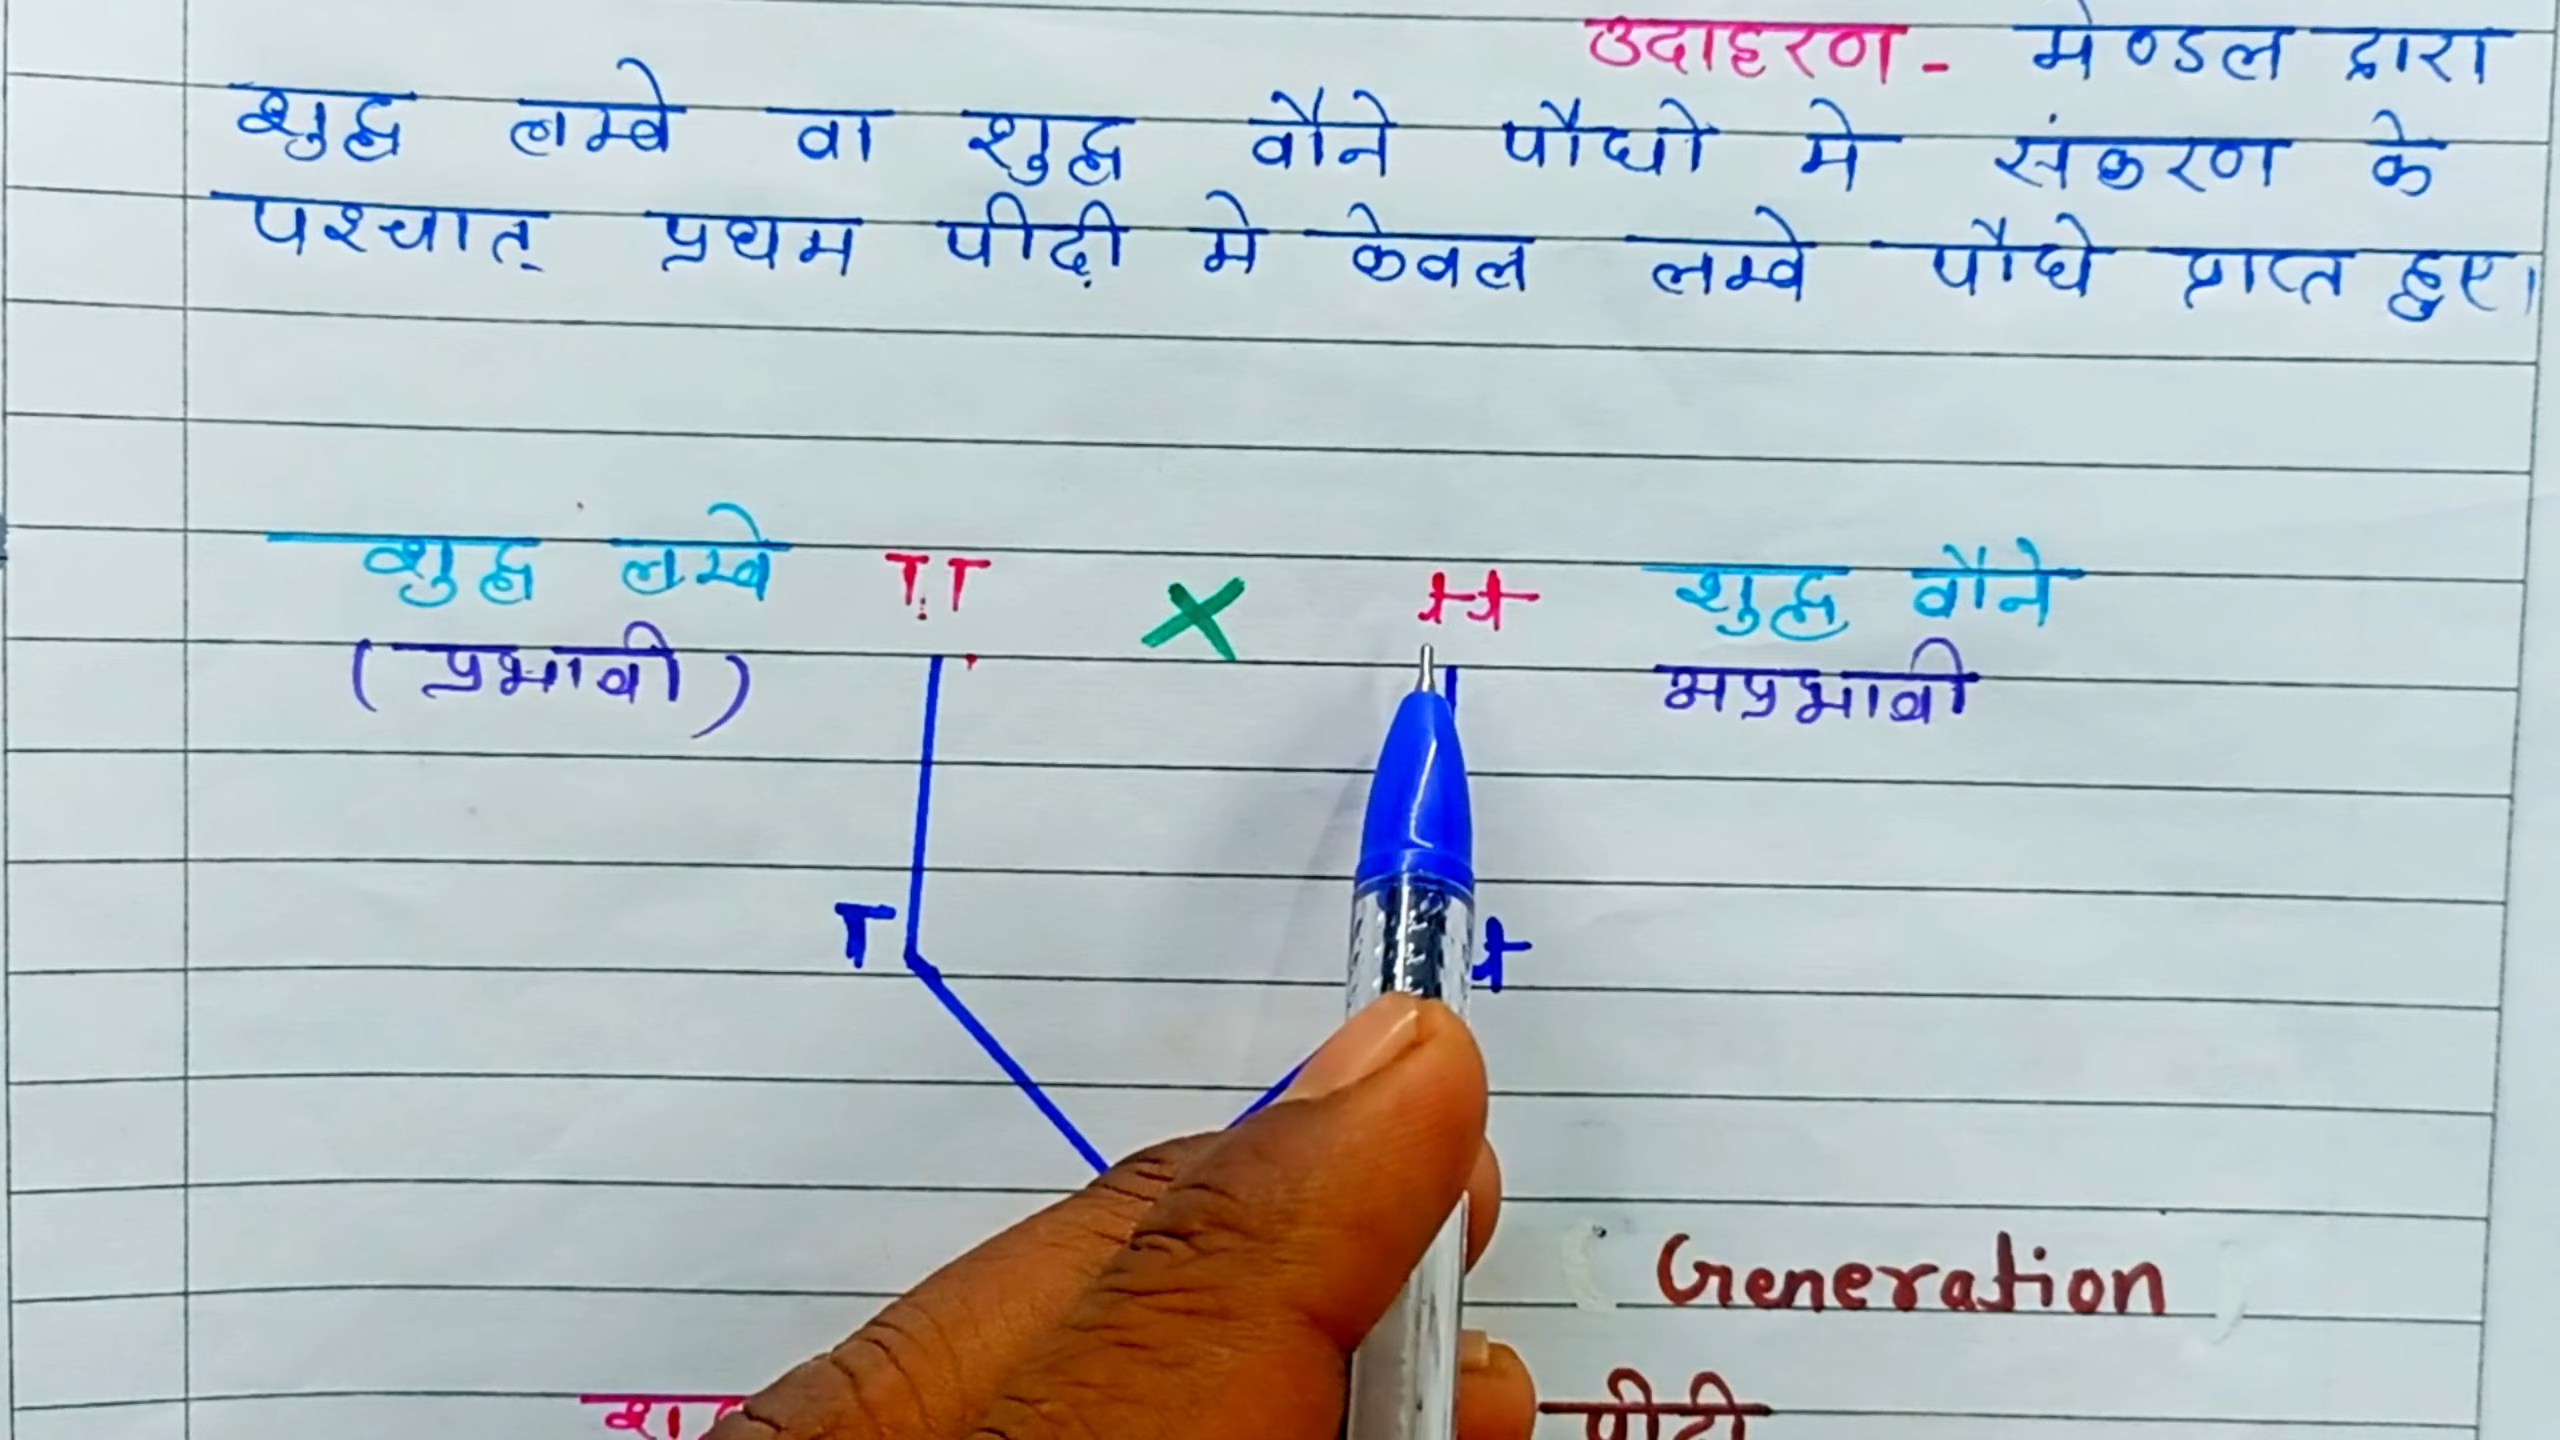 उदाहरण - मेण्डल द्वारा
शुद्ध लम्बे वा शुद्ध वौने पौधो मे संकरण के
पश्चात् प्रथम पीढ़ी मे केवल लम्बे पौधे प्राप्त हुए।
शुद्ध लम्बे TT X tt शुद्ध वौने
(प्रभावी) अप्रभावी
T t
Generation
पीढी